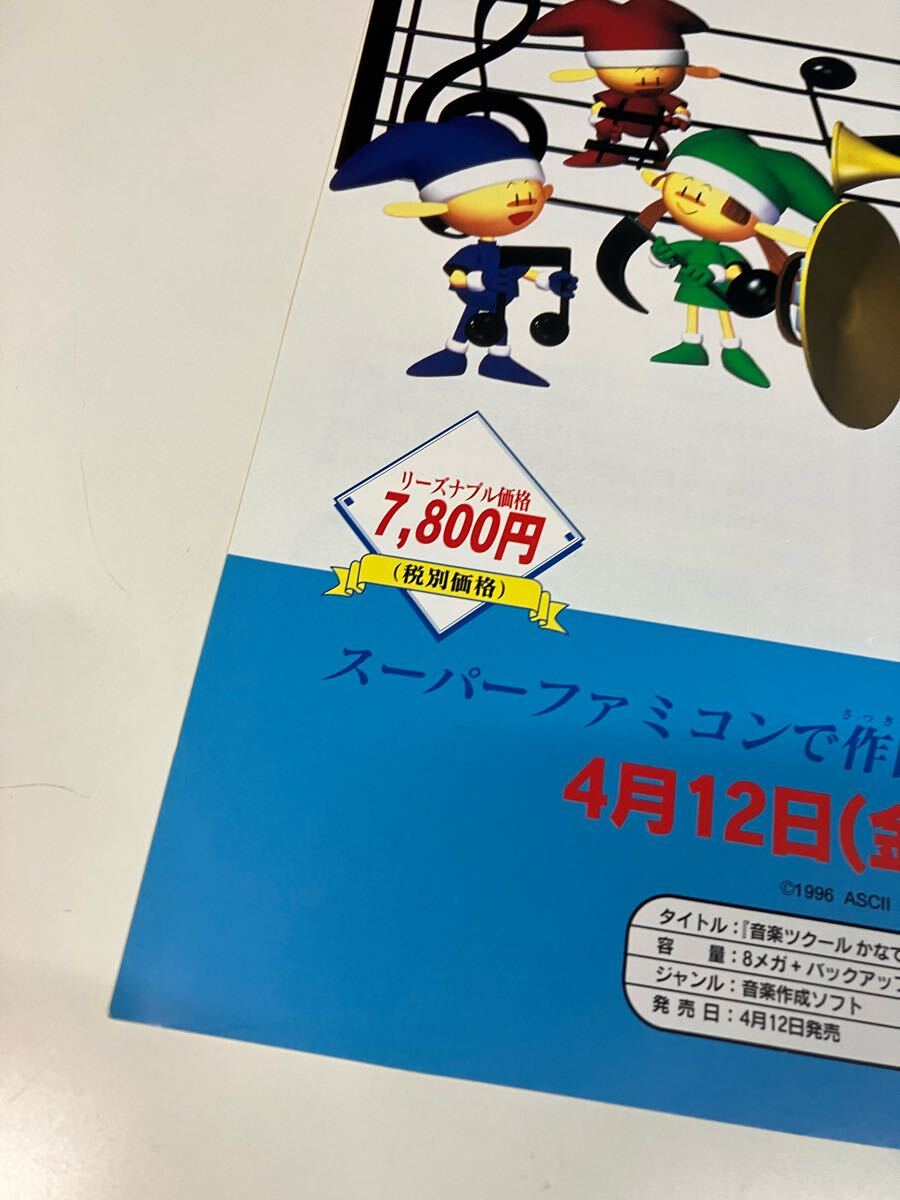 リーズナブル価格
7,800円
(税別価格)
さっき
スーパーファミコンで作
4月12日(金
©1996 ASCII
タイトル:『音楽ツクール かなで
容 量:8メガ+バックアップ
ジャンル:音楽作成ソフト
発 売 日:4月12日発売